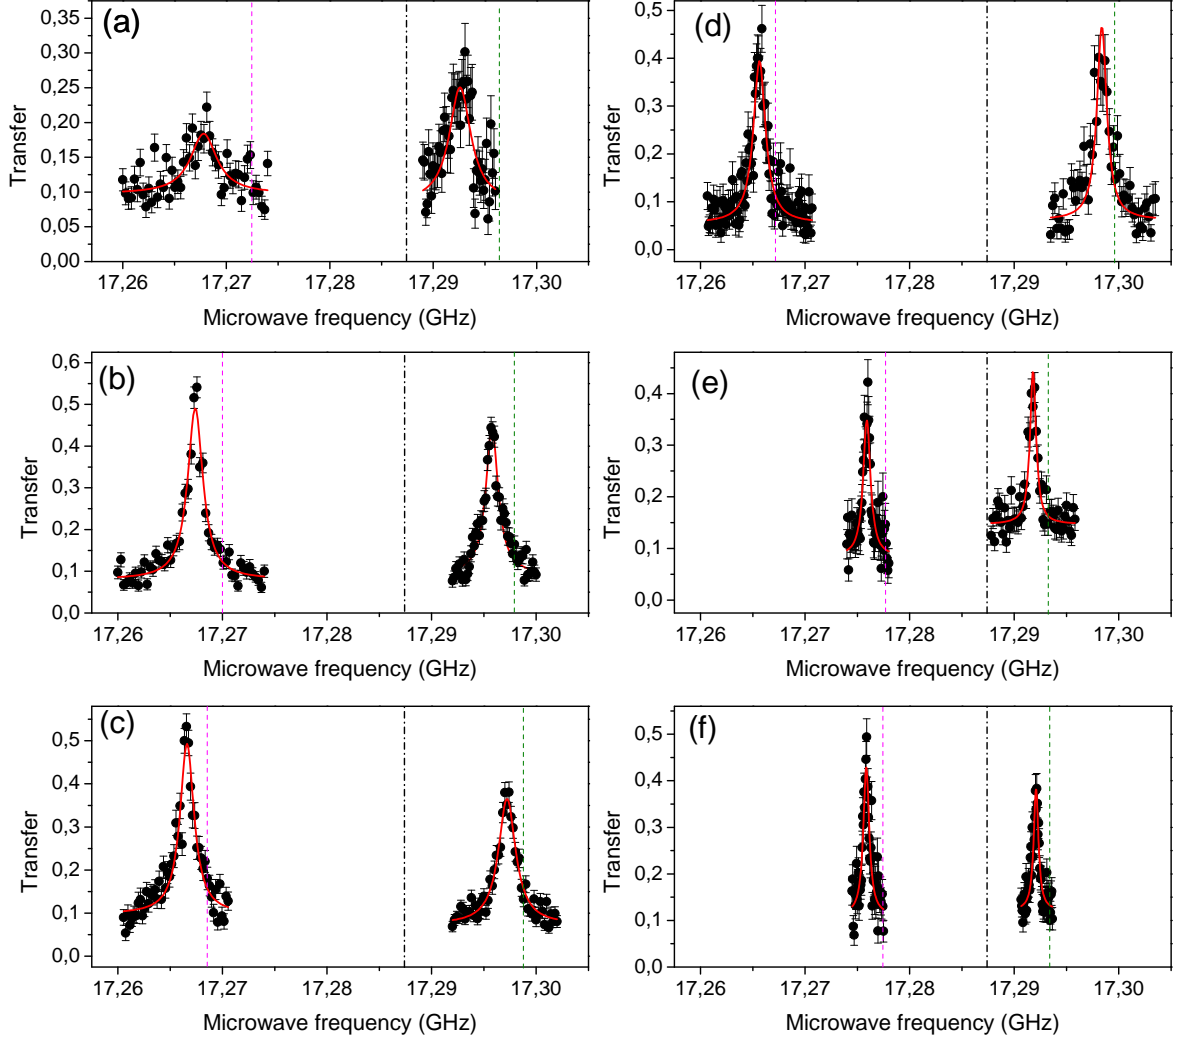 (a)
Transfer
0,35
0,30
0,25
0,20
0,15
0,10
0,05
0,00
17,26 17,27 17,28 17,29 17,30
Microwave frequency (GHz)
(d)
Transfer
0,5
0,4
0,3
0,2
0,1
0,0
17,26 17,27 17,28 17,29 17,30
Microwave frequency (GHz)
(b)
Transfer
0,6
0,5
0,4
0,3
0,2
0,1
0,0
17,26 17,27 17,28 17,29 17,30
Microwave frequency (GHz)
(e)
Transfer
0,4
0,3
0,2
0,1
0,0
17,26 17,27 17,28 17,29 17,30
Microwave frequency (GHz)
(c)
Transfer
0,5
0,4
0,3
0,2
0,1
0,0
17,26 17,27 17,28 17,29 17,30
Microwave frequency (GHz)
(f)
Transfer
0,5
0,4
0,3
0,2
0,1
0,0
17,26 17,27 17,28 17,29 17,30
Microwave frequency (GHz)